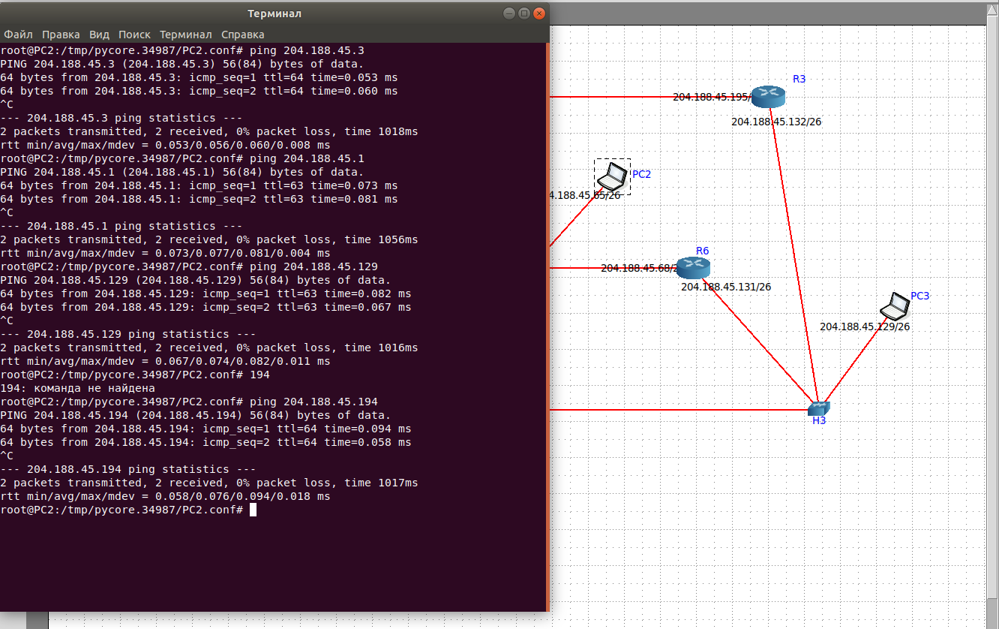 Терминал
Файл Правка Вид Поиск Терминал Справка
root@PC2:/tmp/pycore.34987/PC2.conf# ping 204.188.45.3
PING 204.188.45.3 (204.188.45.3) 56(84) bytes of data.
64 bytes from 204.188.45.3: icmp_seq=1 ttl=64 time=0.053 ms
64 bytes from 204.188.45.3: icmp_seq=2 ttl=64 time=0.060 ms
^C
--- 204.188.45.3 ping statistics ---
2 packets transmitted, 2 received, 0% packet loss, time 1018ms
rtt min/avg/max/mdev = 0.053/0.056/0.060/0.008 ms
root@PC2:/tmp/pycore.34987/PC2.conf# ping 204.188.45.1
PING 204.188.45.1 (204.188.45.1) 56(84) bytes of data.
64 bytes from 204.188.45.1: icmp_seq=1 ttl=63 time=0.073 ms
64 bytes from 204.188.45.1: icmp_seq=2 ttl=63 time=0.081 ms
^C
--- 204.188.45.1 ping statistics ---
2 packets transmitted, 2 received, 0% packet loss, time 1056ms
rtt min/avg/max/mdev = 0.073/0.077/0.081/0.004 ms
root@PC2:/tmp/pycore.34987/PC2.conf# ping 204.188.45.129
PING 204.188.45.129 (204.188.45.129) 56(84) bytes of data.
64 bytes from 204.188.45.129: icmp_seq=1 ttl=63 time=0.082 ms
64 bytes from 204.188.45.129: icmp_seq=2 ttl=63 time=0.067 ms
^C
--- 204.188.45.129 ping statistics ---
2 packets transmitted, 2 received, 0% packet loss, time 1016ms
rtt min/avg/max/mdev = 0.067/0.074/0.082/0.011 ms
root@PC2:/tmp/pycore.34987/PC2.conf# 194
194: команда не найдена
root@PC2:/tmp/pycore.34987/PC2.conf# ping 204.188.45.194
PING 204.188.45.194 (204.188.45.194) 56(84) bytes of data.
64 bytes from 204.188.45.194: icmp_seq=1 ttl=64 time=0.094 ms
64 bytes from 204.188.45.194: icmp_seq=2 ttl=64 time=0.058 ms
^C
--- 204.188.45.194 ping statistics ---
2 packets transmitted, 2 received, 0% packet loss, time 1017ms
rtt min/avg/max/mdev = 0.058/0.076/0.094/0.018 ms
root@PC2:/tmp/pycore.34987/PC2.conf#
R3
204.188.45.195/
204.188.45.132/26
PC2
4.188.45.65/26
R6
204.188.45.68/2
204.188.45.131/26
PC3
204.188.45.129/26
H3